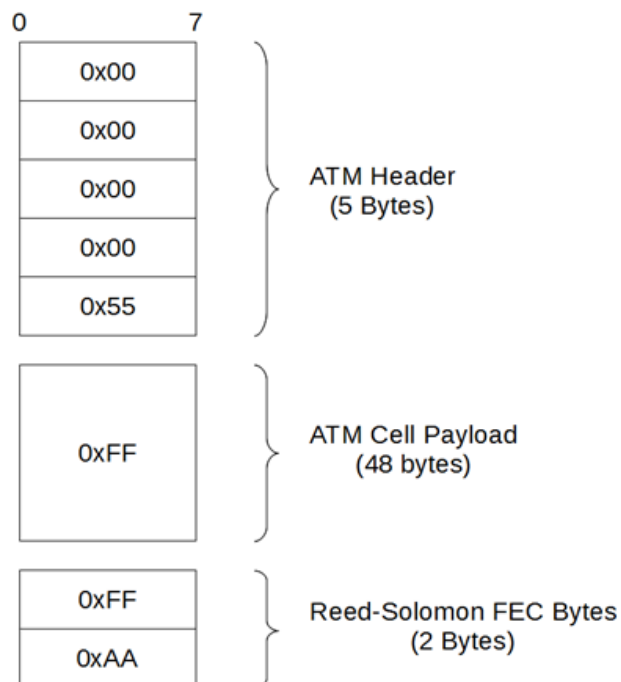 0 7
0x00
0x00
0x00
0x00
0x55
ATM Header
(5 Bytes)
0xFF
ATM Cell Payload
(48 bytes)
0xFF
0xAA
Reed-Solomon FEC Bytes
(2 Bytes)